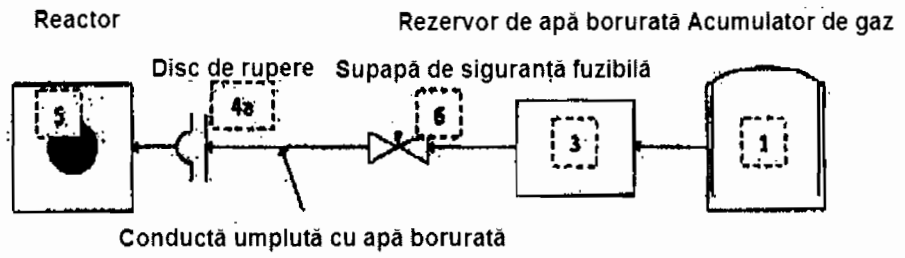 Reactor
Rezervor de apă borurată Acumulator de gaz
Disc de rupere
Supapă de siguranță fuzibilă
5
4a
6
3
1
Conductă umplută cu apă borurată